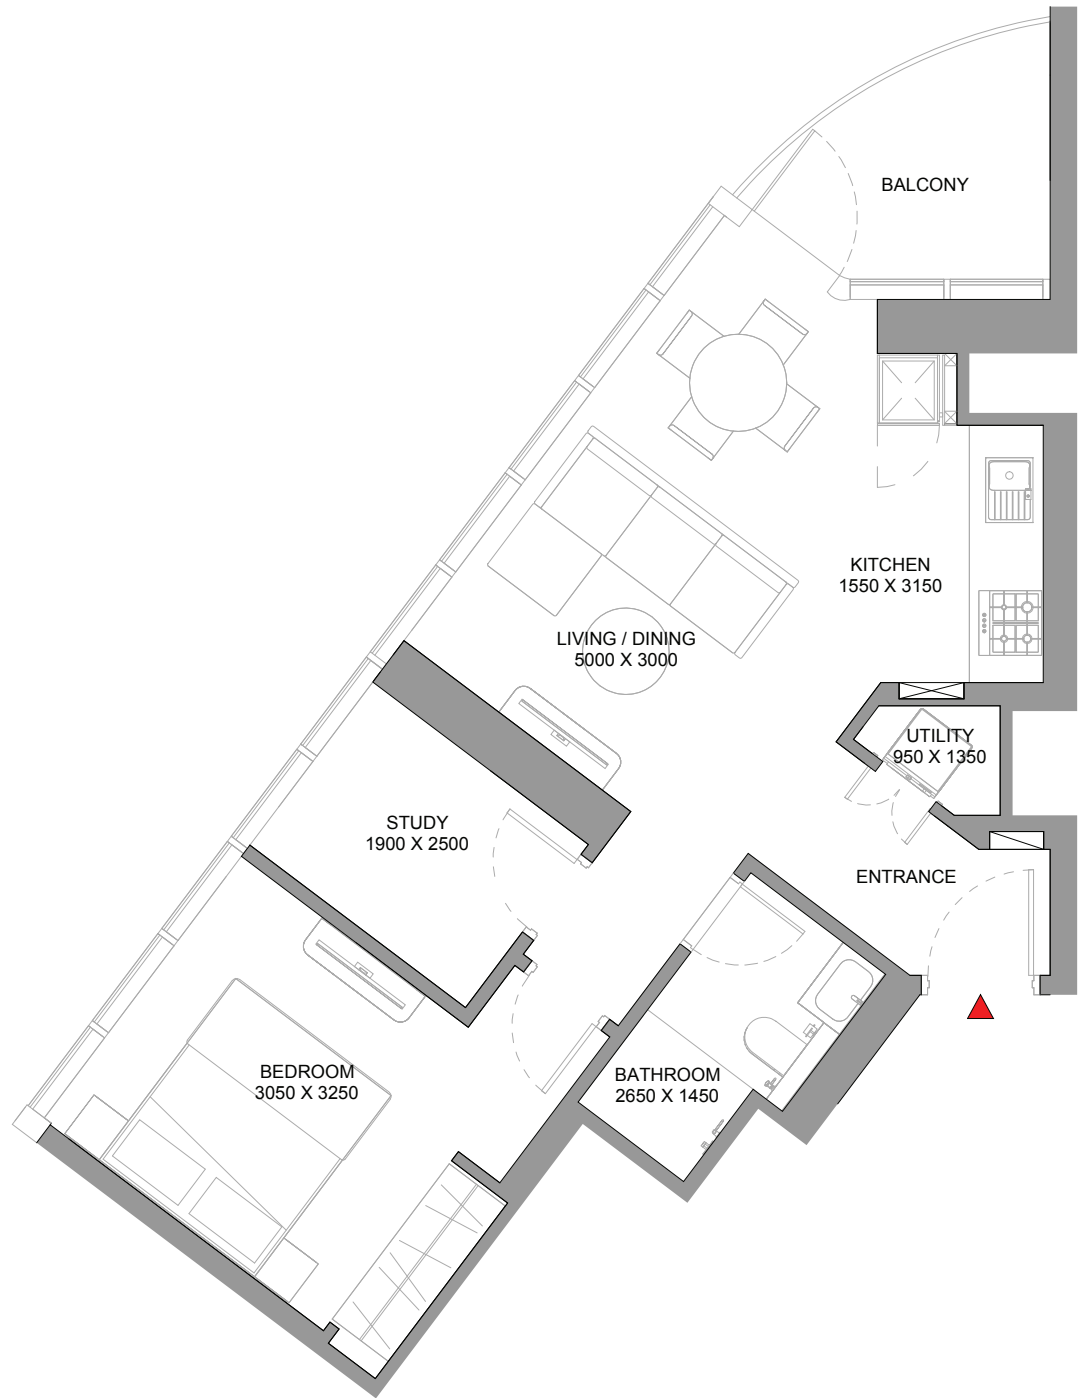 BALCONY
KITCHEN
1550 X 3150
LIVING / DINING
5000 X 3000
UTILITY
950 X 1350
STUDY
1900 X 2500
ENTRANCE
BEDROOM
3050 X 3250
BATHROOM
2650 X 1450